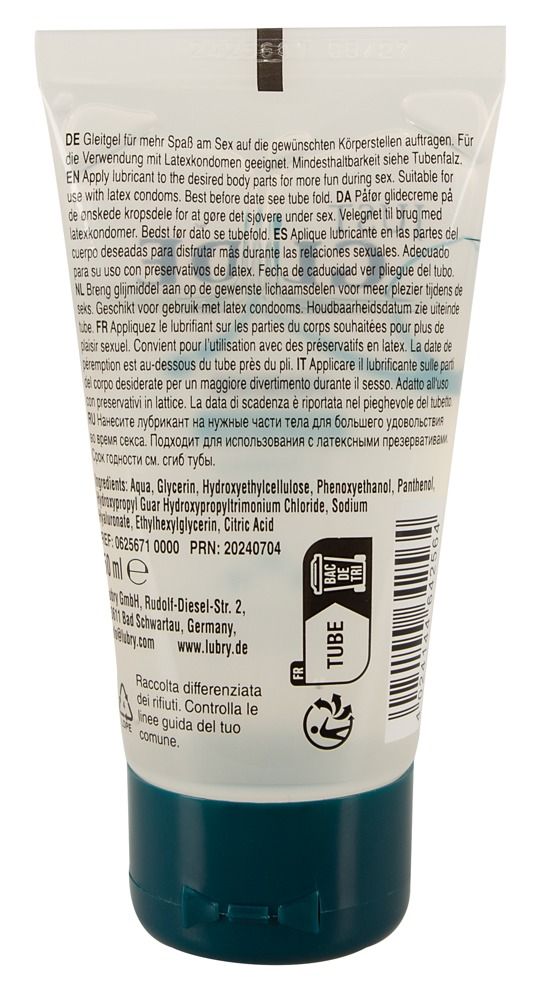 2425601 08/27
DE Gleitgel für mehr Spaß am Sex auf die gewünschten Körperstellen auftragen. Für
die Verwendung mit Latexkondomen geeignet. Mindesthaltbarkeit siehe Tubenfalz.
EN Apply lubricant to the desired body parts for more fun during sex. Suitable for
use with latex condoms. Best before date see tube fold. DA Påfør glidecreme på
de ønskede kropsdele for at gøre det sjovere under sex. Velegnet til brug med
latexkondomer. Bedst før dato se tubefold. ES Aplique lubricante en las partes del
cuerpo deseadas para disfrutar más durante las relaciones sexuales. Adecuado
para su uso con preservativos de latex. Fecha de caducidad ver pliegue del tubo.
NL Breng glijmiddel aan op de gewenste lichaamsdelen voor meer plezier tijdens de
seks. Geschikt voor gebruik met latex condooms. Houdbaarheidsdatum zie uiteinde
tube. FR Appliquez le lubrifiant sur les parties du corps souhaitées pour plus de
plaisir sexuel. Convient pour l'utilisation avec des préservatifs en latex. La date de
péremption est au-dessous du tube près du pli. IT Applicare il lubrificante sulle parti
del corpo desiderate per un maggiore divertimento durante il sesso. Adatto all'uso
con preservativi in lattice. La data di scadenza è riportata nel pieghevole del tubetto.
RU Нанесите лубрикант на нужные части тела для большего удовольствия
во время секса. Подходит для использования с латексными презервативами.
Срок годности см. сгиб тубы.
Ingredients: Aqua, Glycerin, Hydroxyethylcellulose, Phenoxyethanol, Panthenol,
Hydroxypropyl Guar Hydroxypropyltrimonium Chloride, Sodium
Hyaluronate, Ethylhexylglycerin, Citric Acid
REF: 0625671 0000 PRN: 20240704
50 ml e
Lubry GmbH, Rudolf-Diesel-Str. 2,
Bad Schwartau, Germany,
www.lubry.de
BAC
DE
TRI
FR
TUBE
Raccolta differenziata
dei rifiuti. Controlla le
linee guida del tuo
comune.